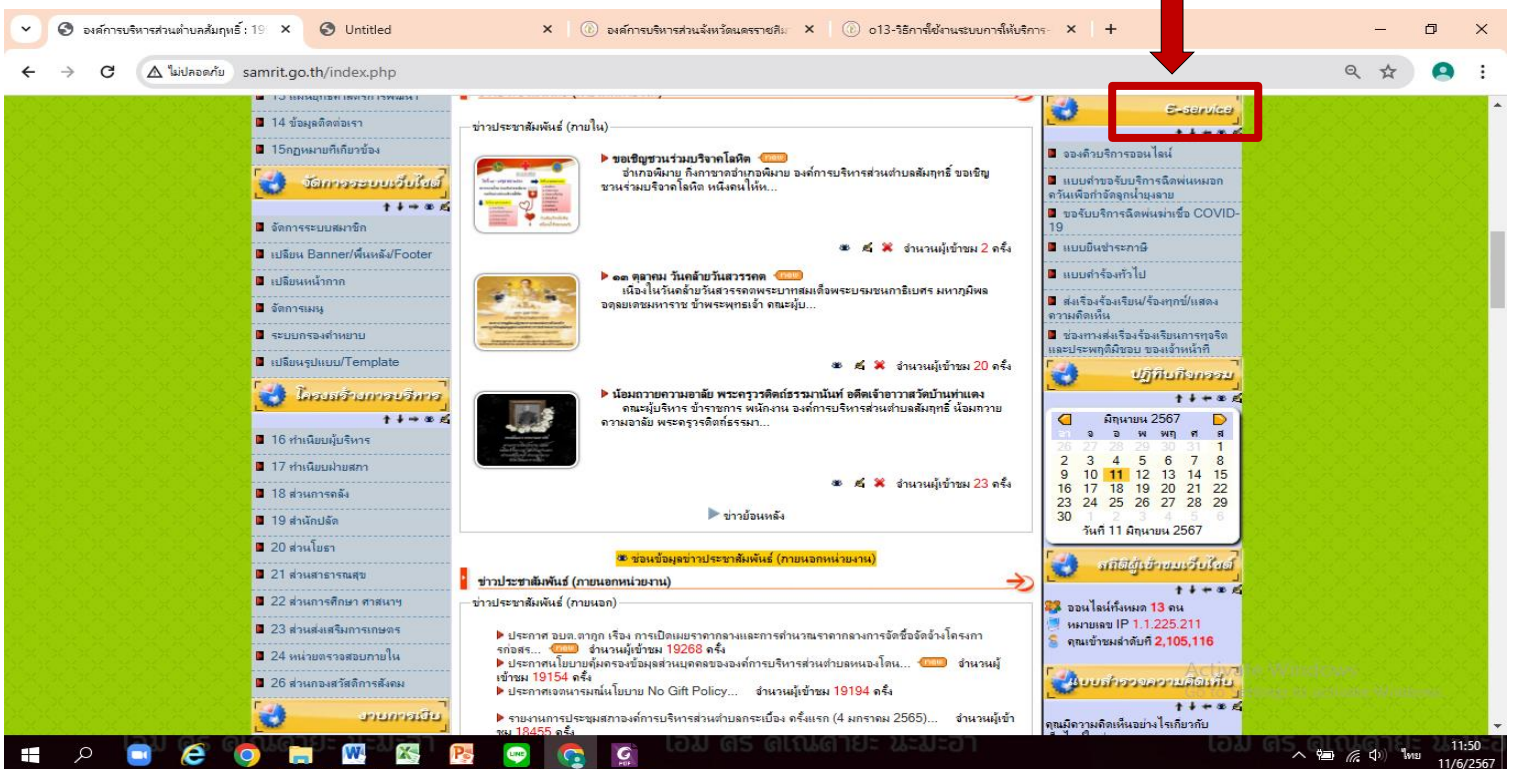 องค์การบริหารส่วนตำบลสัมฤทธิ์ : 19
Untitled
องค์การบริหารส่วนจังหวัดนครราชสีม
o13-วิธีการใช้งานระบบการให้บริการ-
ไม่ปลอดภัย
samrit.go.th/index.php
14 ข้อมูลติดต่อเรา
15กฎหมายที่เกี่ยวข้อง
จัดการระบบเว็บไซต์
จัดการระบบสมาชิก
เปลี่ยน Banner/พื้นหลัง/Footer
เปลี่ยนหน้ากาก
จัดการเมนู
ระบบกรองคำหยาบ
เปลี่ยนรูปแบบ/Template
โครงสร้างการบริหาร
16 ทำเนียบผู้บริหาร
17 ทำเนียบฝ่ายสภา
18 ส่วนการคลัง
19 สำนักปลัด
20 ส่วนโยธา
21 ส่วนสาธารณสุข
22 ส่วนการศึกษา ศาสนาฯ
23 ส่วนส่งเสริมการเกษตร
24 หน่วยตรวจสอบภายใน
26 ส่วนกองสวัสดิการสังคม
งานการเงิน
ข่าวประชาสัมพันธ์ (ภายใน)
ขอเชิญชวนร่วมบริจาคโลหิต new
อำเภอพิมาย กิ่งกาชาดอำเภอพิมาย องค์การบริหารส่วนตำบลสัมฤทธิ์ ขอเชิญ
ชวนร่วมบริจาคโลหิต หนึ่งคนให้ห...
จำนวนผู้เข้าชม 2 ครั้ง
๑๓ ตุลาคม วันคล้ายวันสวรรคต new
เนื่องในวันคล้ายวันสวรรคตพระบาทสมเด็จพระบรมชนกาธิเบศร มหาภูมิพล
อดุลยเดชมหาราช ข้าพระพุทธเจ้า คณะผู้บ...
จำนวนผู้เข้าชม 20 ครั้ง
น้อมถวายความอาลัย พระครูวรดิตถ์ธรรมานันท์ อดีตเจ้าอาวาสวัดบ้านท่าแดง
คณะผู้บริหาร ข้าราชการ พนักงาน องค์การบริหารส่วนตำบลสัมฤทธิ์ น้อมถวาย
ความอาลัย พระครูวรดิตถ์ธรรมา...
จำนวนผู้เข้าชม 23 ครั้ง
ข่าวย้อนหลัง
ซ่อนข้อมูลข่าวประชาสัมพันธ์ (ภายนอกหน่วยงาน)
ข่าวประชาสัมพันธ์ (ภายนอกหน่วยงาน)
ข่าวประชาสัมพันธ์ (ภายนอก)
ประกาศ อบต.ตากูก เรื่อง การเปิดเผยราคากลางและการคำนวณราคากลางการจัดซื้อจัดจ้างโครงกา
รก่อสร... new จำนวนผู้เข้าชม 19268 ครั้ง
ประกาศนโยบายคุ้มครองข้อมูลส่วนบุคคลขององค์การบริหารส่วนตำบลหนองโดน... new จำนวนผู้
เข้าชม 19154 ครั้ง
ประกาศเจตนารมณ์นโยบาย No Gift Policy... จำนวนผู้เข้าชม 19194 ครั้ง
รายงานการประชุมสภาองค์การบริหารส่วนตำบลกระเบื้อง ครั้งแรก (4 มกราคม 2565)... จำนวนผู้เข้า
ชม 18455 ครั้ง
E-service
จองคิวบริการออนไลน์
แบบคำขอรับบริการฉีดพ่นหมอก
ควันเพื่อกำจัดลูกน้ำยุงลาย
ขอรับบริการฉีดพ่นฆ่าเชื้อ COVID-
19
แบบยื่นชำระภาษี
แบบคำร้องทั่วไป
ส่งเรื่องร้องเรียน/ร้องทุกข์/แสดง
ความคิดเห็น
ช่องทางส่งเรื่องร้องเรียนการทุจริต
และประพฤติมิชอบ ของเจ้าหน้าที่
ปฏิทินกิจกรรม
มิถุนายน 2567
อา จ อ พ พฤ ศ ส
26 27 28 29 30 31 1
2 3 4 5 6 7 8
9 10 11 12 13 14 15
16 17 18 19 20 21 22
23 24 25 26 27 28 29
30 1 2 3 4 5 6
วันที่ 11 มิถุนายน 2567
สถิติผู้เข้าชมเว็บไซต์
ออนไลน์ทั้งหมด 13 คน
หมายเลข IP 1.1.225.211
คุณเข้าชมลำดับที่ 2,105,116
Activate Windows
แบบสำรวจความคิดเห็น
คุณมีความคิดเห็นอย่างไรเกี่ยวกับ
ไทย
11:50
11/6/2567